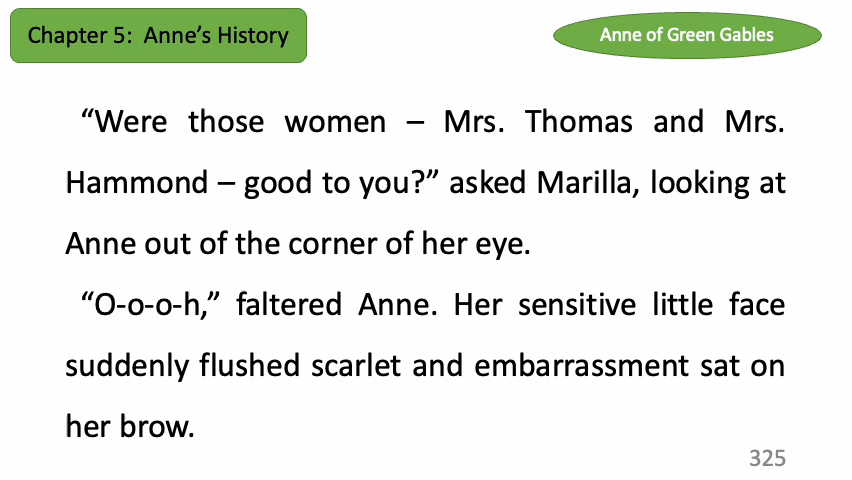 Chapter 5:  Anne’s History
Anne of Green Gables
“Were those women – Mrs. Thomas and Mrs.
Hammond – good to you?” asked Marilla, looking at
Anne out of the corner of her eye.
“O-o-o-h,” faltered Anne. Her sensitive little face
suddenly flushed scarlet and embarrassment sat on
her brow.
325